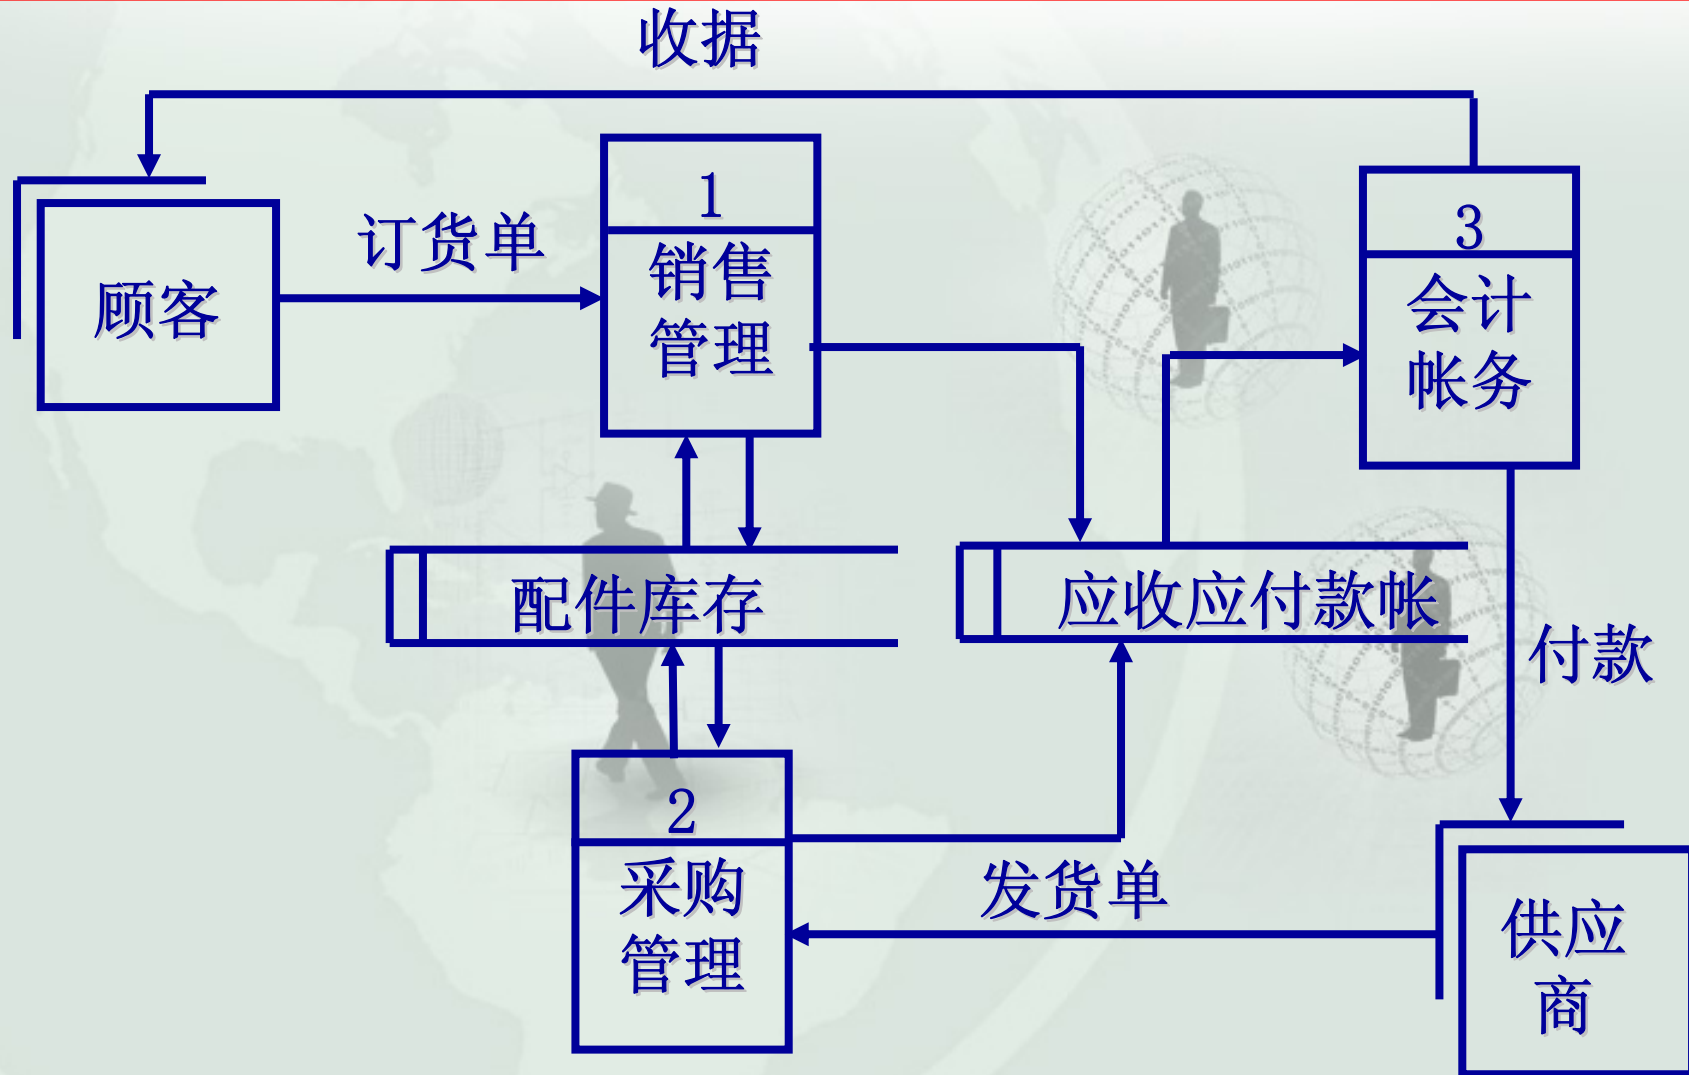 收据
订货单
顾客
1
销售
管理
3
会计
帐务
配件库存
应收应付款帐
付款
2
采购
管理
发货单
供应
商